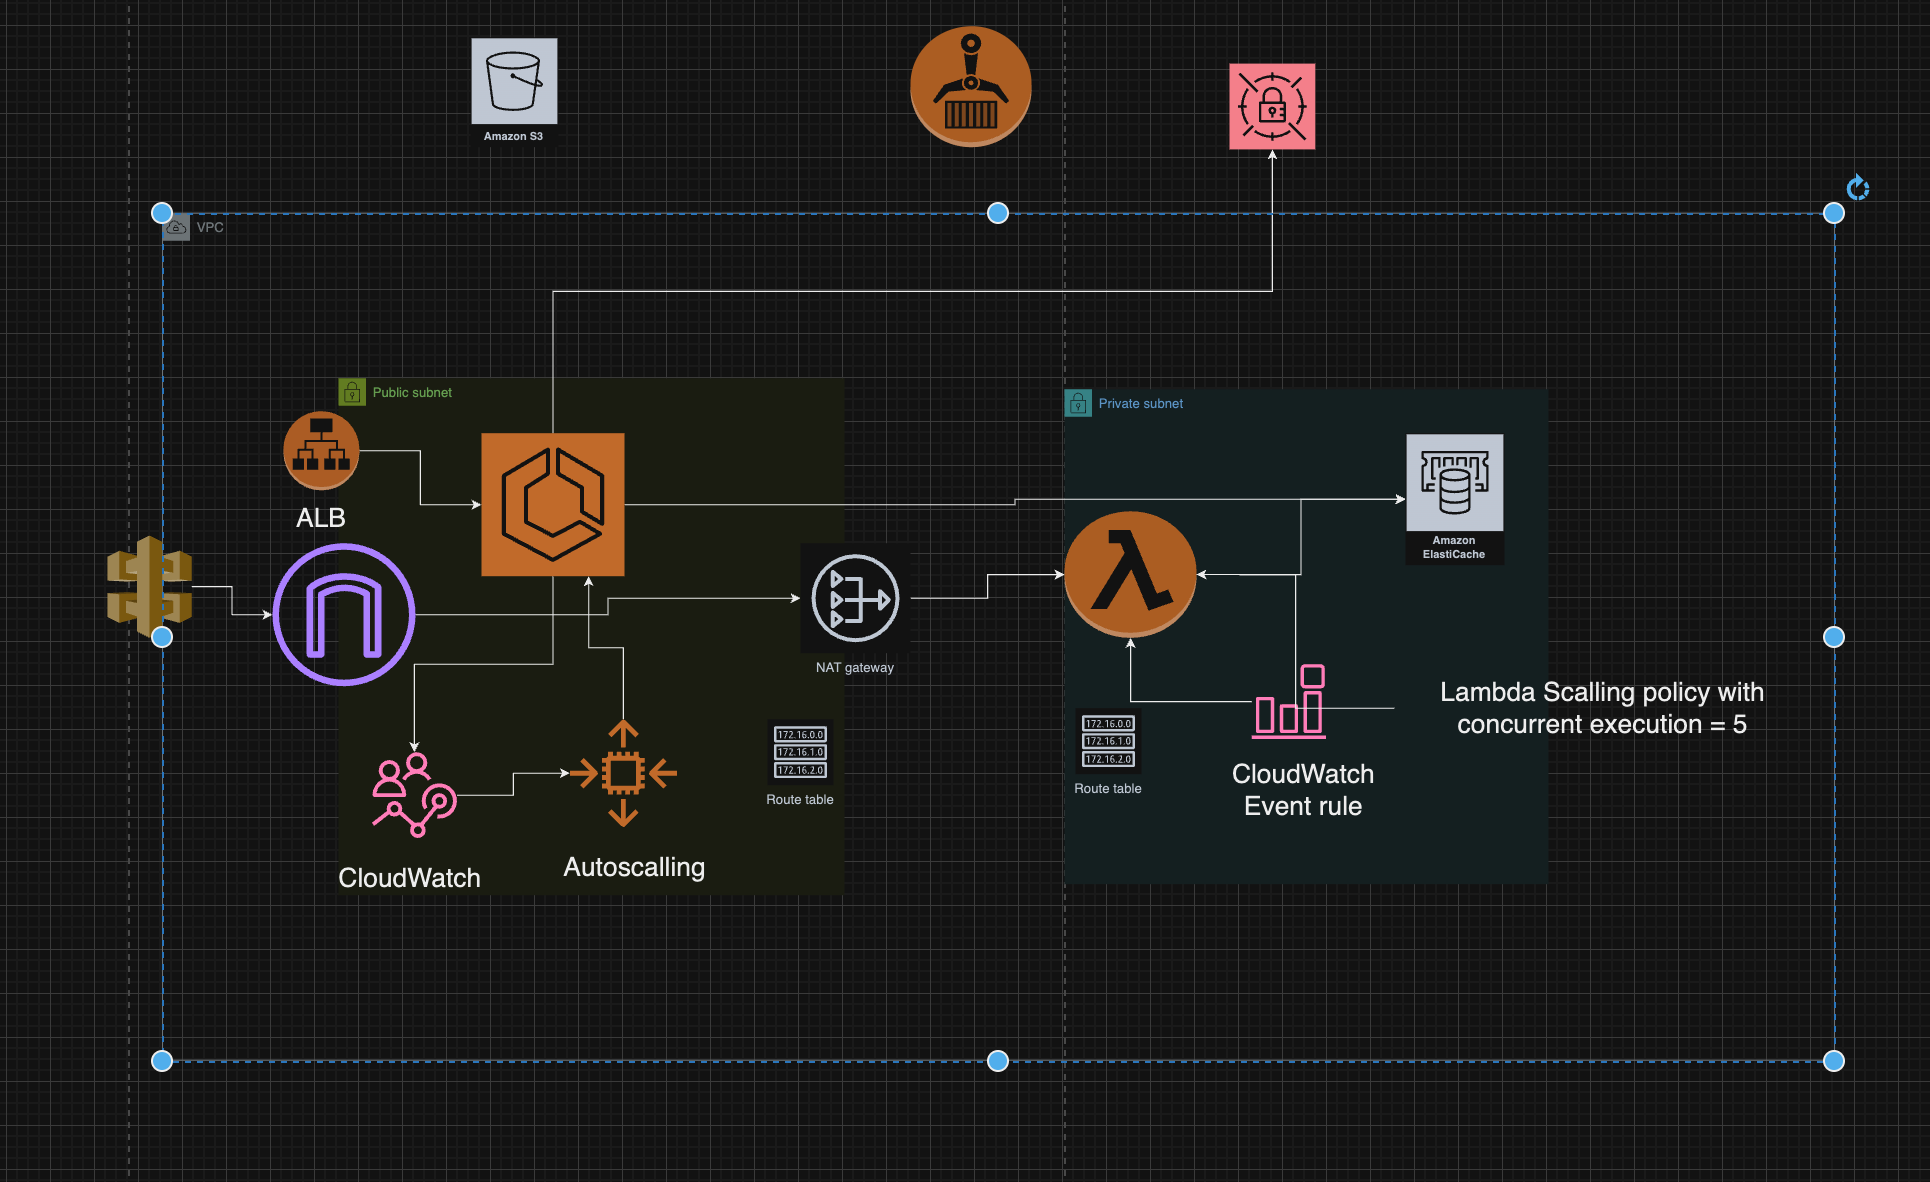 Amazon S3
VPC
Public subnet
Private subnet
ALB
Amazon
ElastiCache
NAT gateway
172.16.0.0
172.16.1.0
172.16.2.0
Route table
172.16.0.0
172.16.1.0
172.16.2.0
Route table
Lambda Scalling policy with
concurrent execution = 5
CloudWatch
Event rule
CloudWatch
Autoscalling